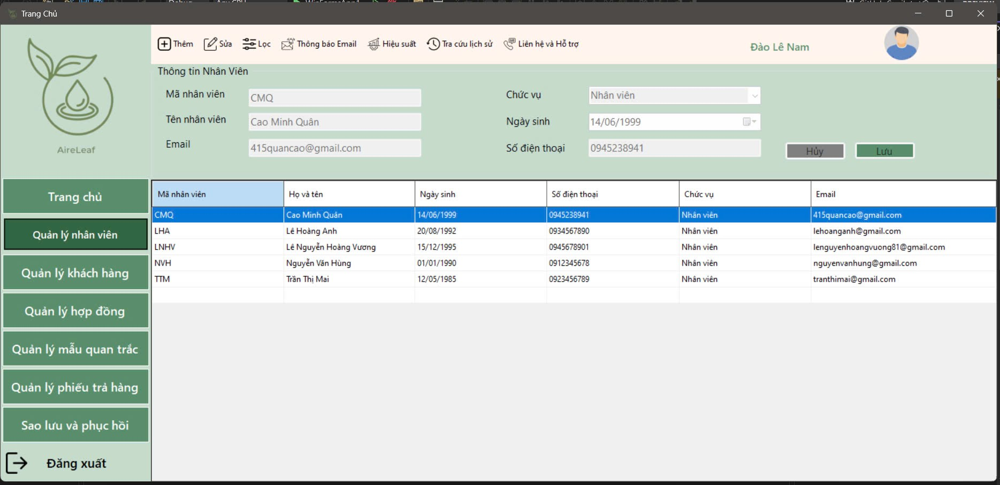 Trang Chủ
Thêm Sửa Lọc Thông báo Email Hiệu suất Tra cứu lịch sử Liên hệ và Hỗ trợ Đào Lê Nam
AireLeaf
Trang chủ
Quản lý nhân viên
Quản lý khách hàng
Quản lý hợp đồng
Quản lý mẫu quan trắc
Quản lý phiếu trả hàng
Sao lưu và phục hồi
Đăng xuất
Thông tin Nhân Viên
Mã nhân viên CMQ Chức vụ Nhân viên
Tên nhân viên Cao Minh Quân Ngày sinh 14/06/1999
Email 415quancao@gmail.com Số điện thoại 0945238941 Hủy Lưu
Mã nhân viên Họ và tên Ngày sinh Số điện thoại Chức vụ Email
CMQ Cao Minh Quân 14/06/1999 0945238941 Nhân viên 415quancao@gmail.com
LHA Lê Hoàng Anh 20/08/1992 0934567890 Nhân viên lehoanganh@gmail.com
LNHV Lê Nguyễn Hoàng Vương 15/12/1995 0945678901 Nhân viên lenguyenhoangvuong81@gmail.com
NVH Nguyễn Văn Hùng 01/01/1990 0912345678 Nhân viên nguyenvanhung@gmail.com
TTM Trần Thị Mai 12/05/1985 0923456789 Nhân viên tranthimai@gmail.com